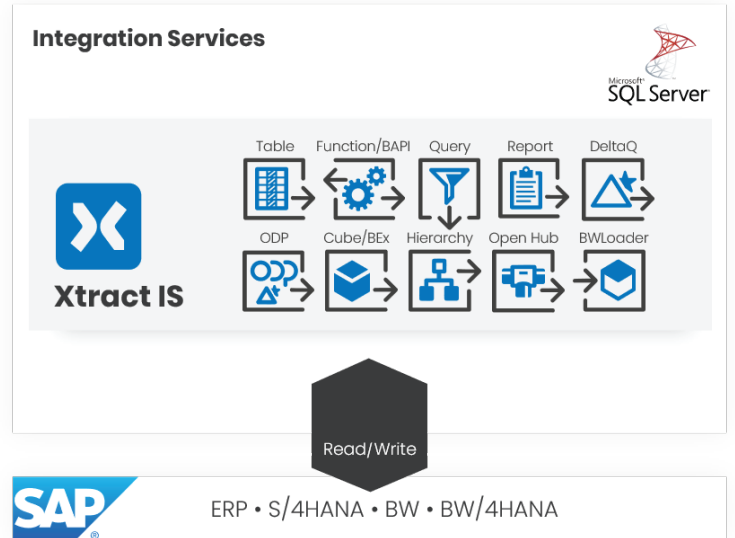 Integration Services
Microsoft®
SQL Server
Table Function/BAPI Query Report DeltaQ
ODP Cube/BEx Hierarchy Open Hub BWLoader
ODP
Xtract IS
Read/Write
SAP ®
ERP • S/4HANA • BW • BW/4HANA